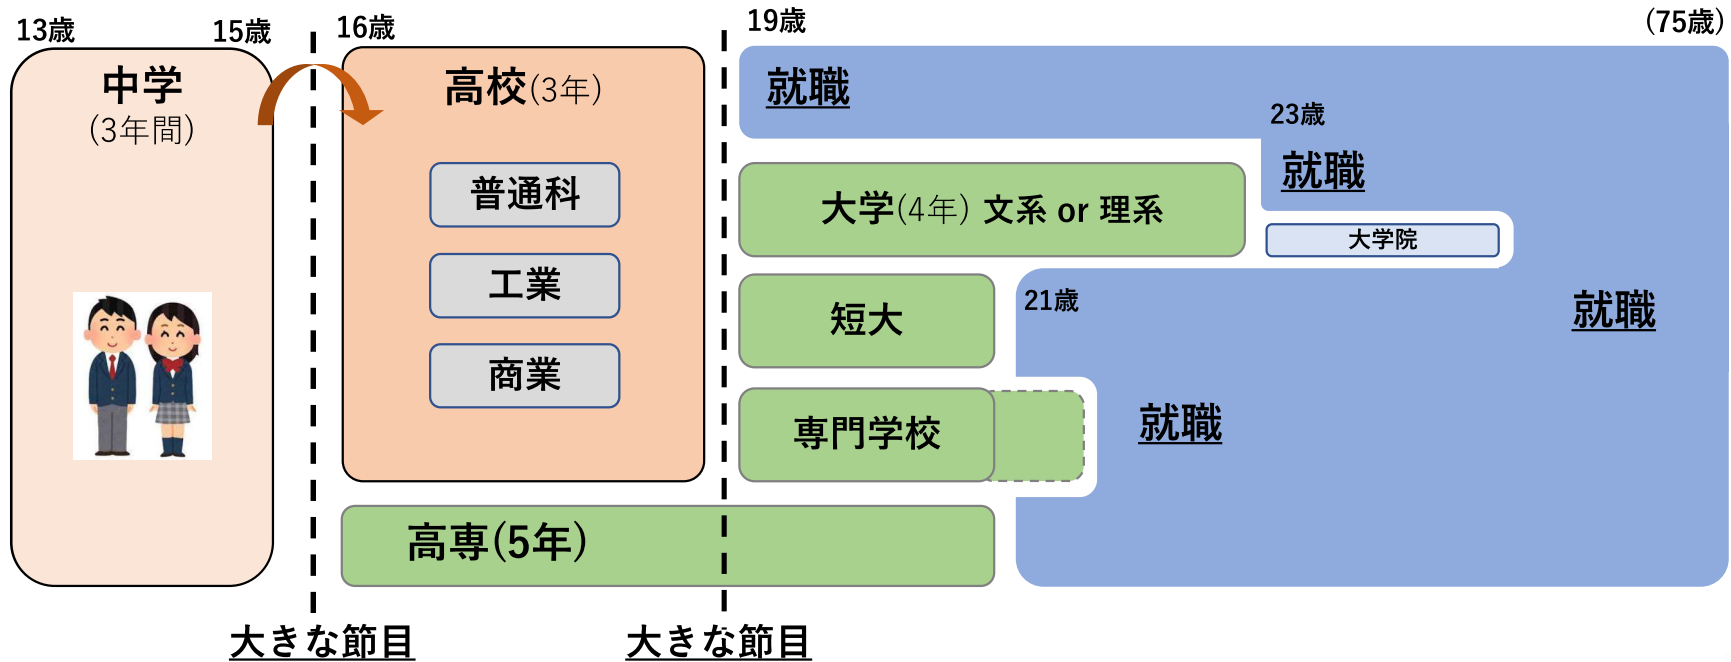 13歳
15歳
16歳
19歳
(75歳)
中学
(3年間)
高校(3年)
普通科
工業
商業
高専(5年)
就職
23歳
就職
大学(4年) 文系 or 理系
大学院
短大
21歳
就職
専門学校
就職
大きな節目
大きな節目